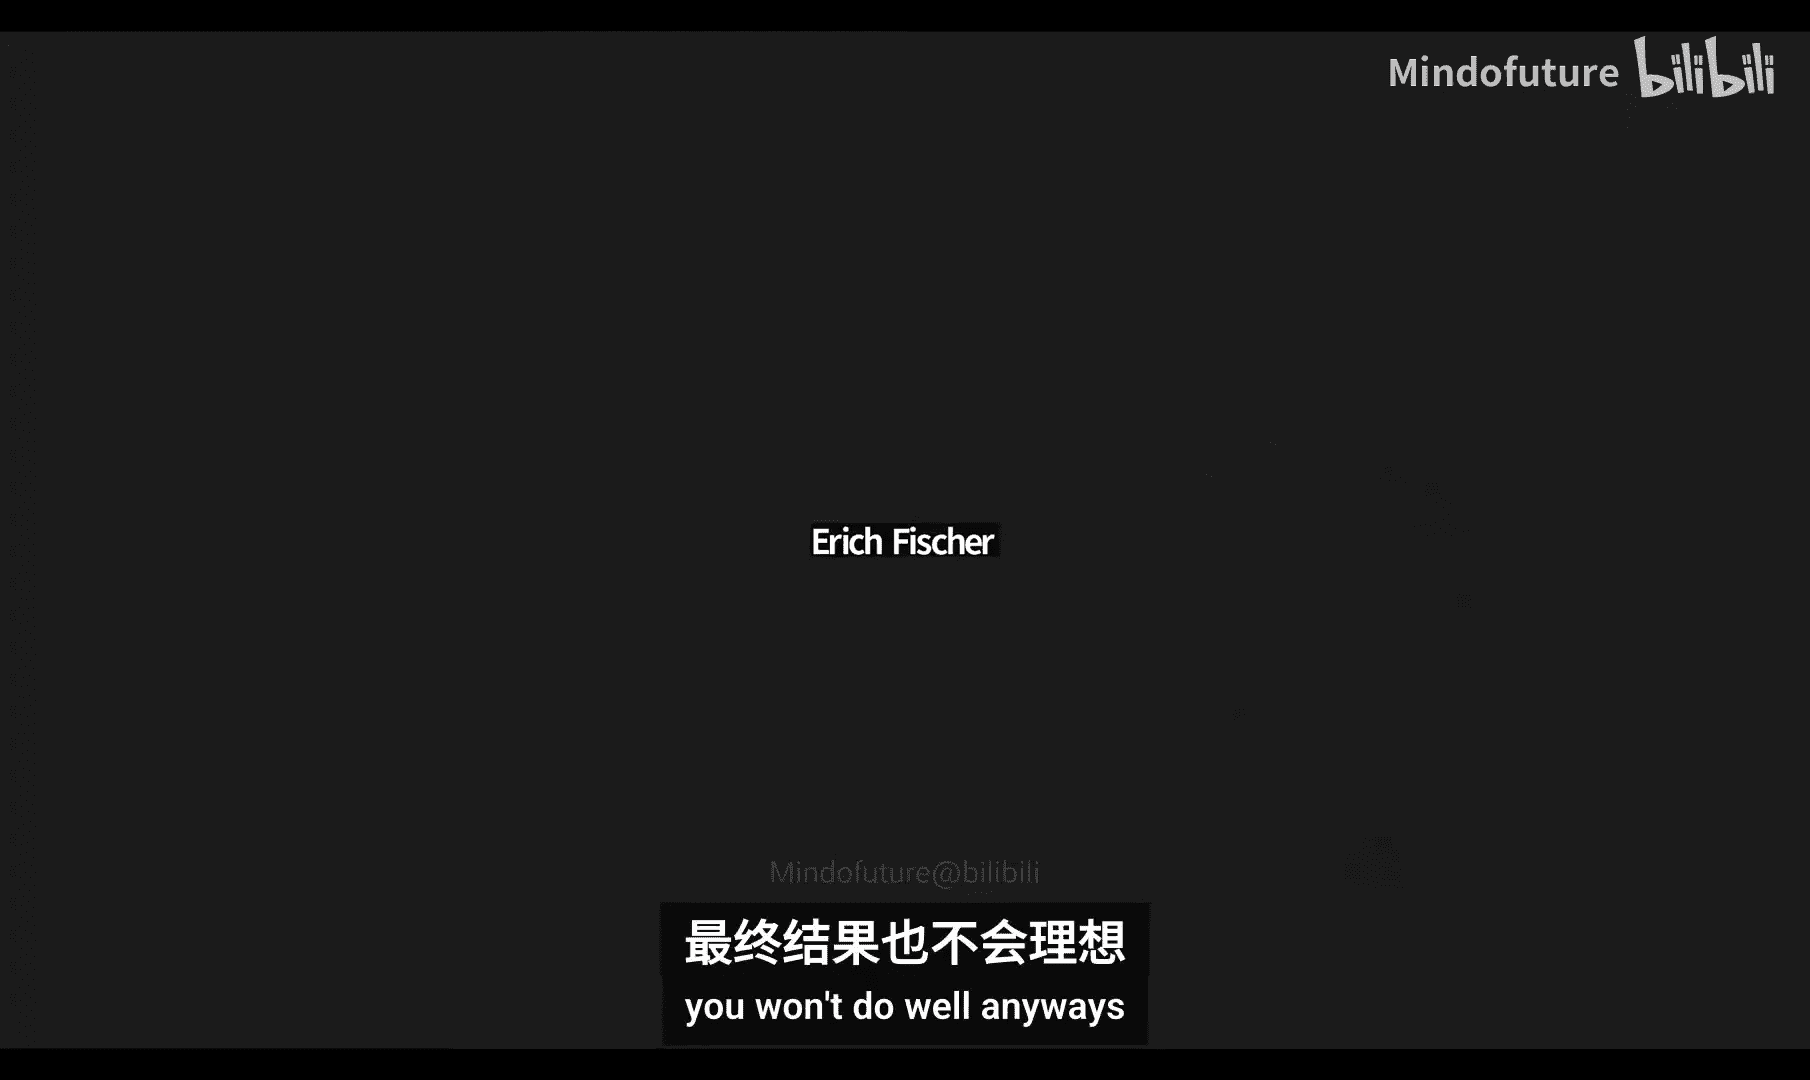 Mindofuture bilibili
Erich Fischer
Mindofuture@bilibili
最终结果也不会理想
you won't do well anyways